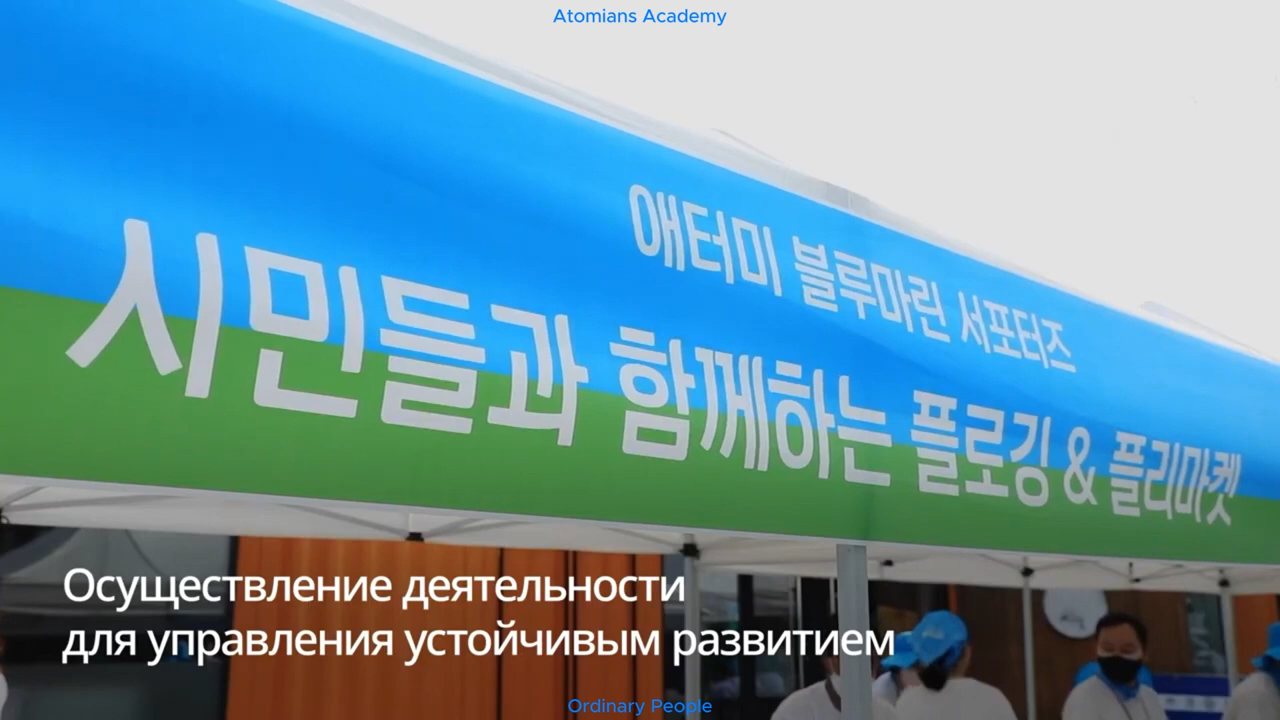 Atomians Academy
애터미 블루마린 서포터즈
시민들과 함께하는 플로깅 & 플리마켓
Осуществление деятельности
для управления устойчивым развитием
Ordinary People